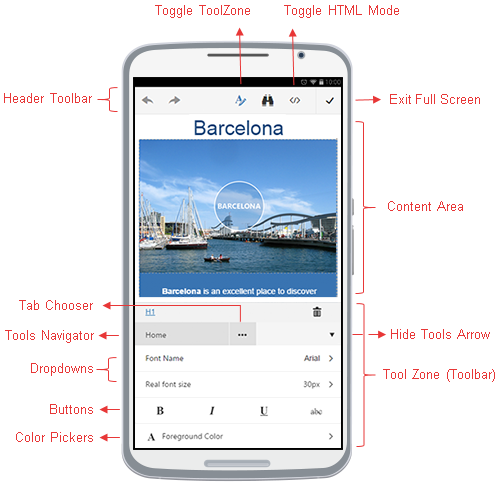 Toggle ToolZone
Toggle HTML Mode
10:00
Header Toolbar
Exit Full Screen
Barcelona
BARCELONA
Content Area
Barcelona is an excellent place to discover
Tab Chooser
H1
Tools Navigator
Home
•••
Hide Tools Arrow
Dropdowns
Font Name
Arial
Real font size
30px
Tool Zone (Toolbar)
Buttons
B I U abc
Color Pickers
A Foreground Color